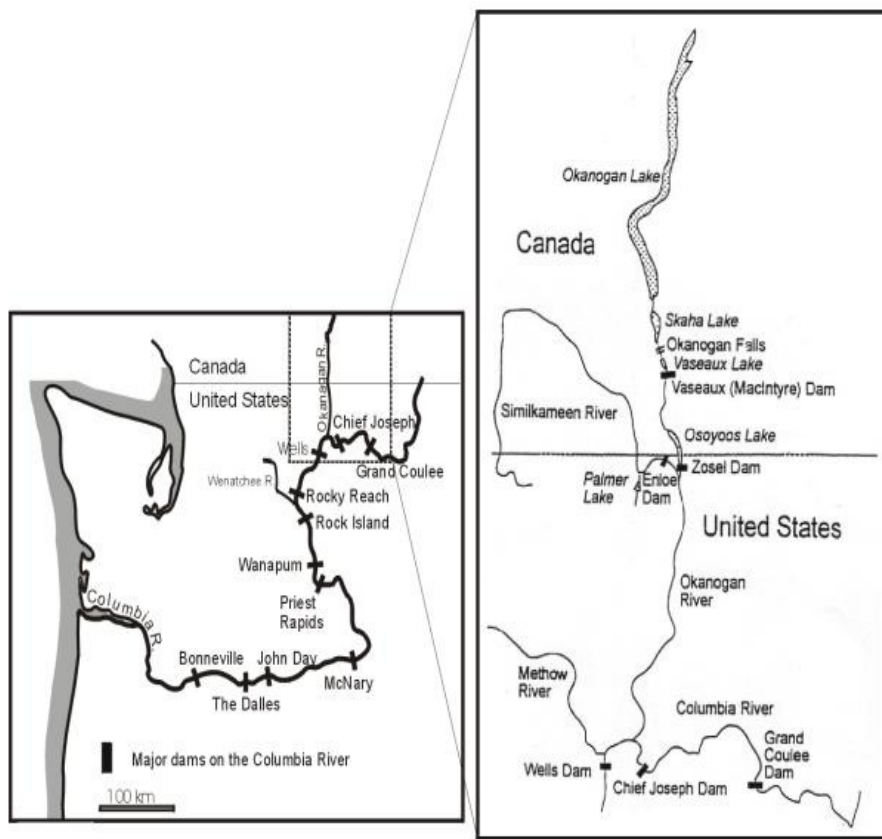 Canada
United States
Okanagan R.
Chief Joseph
Wells
Grand Coulee
Wenatchee R.
Rocky Reach
Rock Island
Wanapum
Priest
Rapids
Columbia R.
Bonneville
John Day
McNary
The Dalles
Major dams on the Columbia River
100 km
Okanogan Lake
Canada
Skaha Lake
Okanogan Falls
Vaseaux Lake
Vaseaux (MacIntyre) Dam
Similkameen River
Osoyoos Lake
Zosel Dam
Palmer
Lake
Enloe
Dam
United States
Okanogan
River
Methow
River
Columbia River
Grand
Coulee
Dam
Wells Dam
Chief Joseph Dam